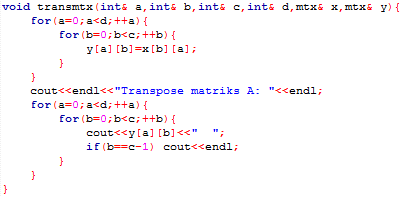 void transmtx(int& a,int& b,int& c,int& d,mtx& x,mtx& y){
    for(a=0;a<d;++a){
        for(b=0;b<c;++b){
            y[a][b]=x[b][a];
        }
    }
    cout<<endl<<"Transpose matriks A: "<<endl;
    for(a=0;a<d;++a){
        for(b=0;b<c;++b){
            cout<<y[a][b]<<"  ";
            if(b==c-1) cout<<endl;
        }
    }
}